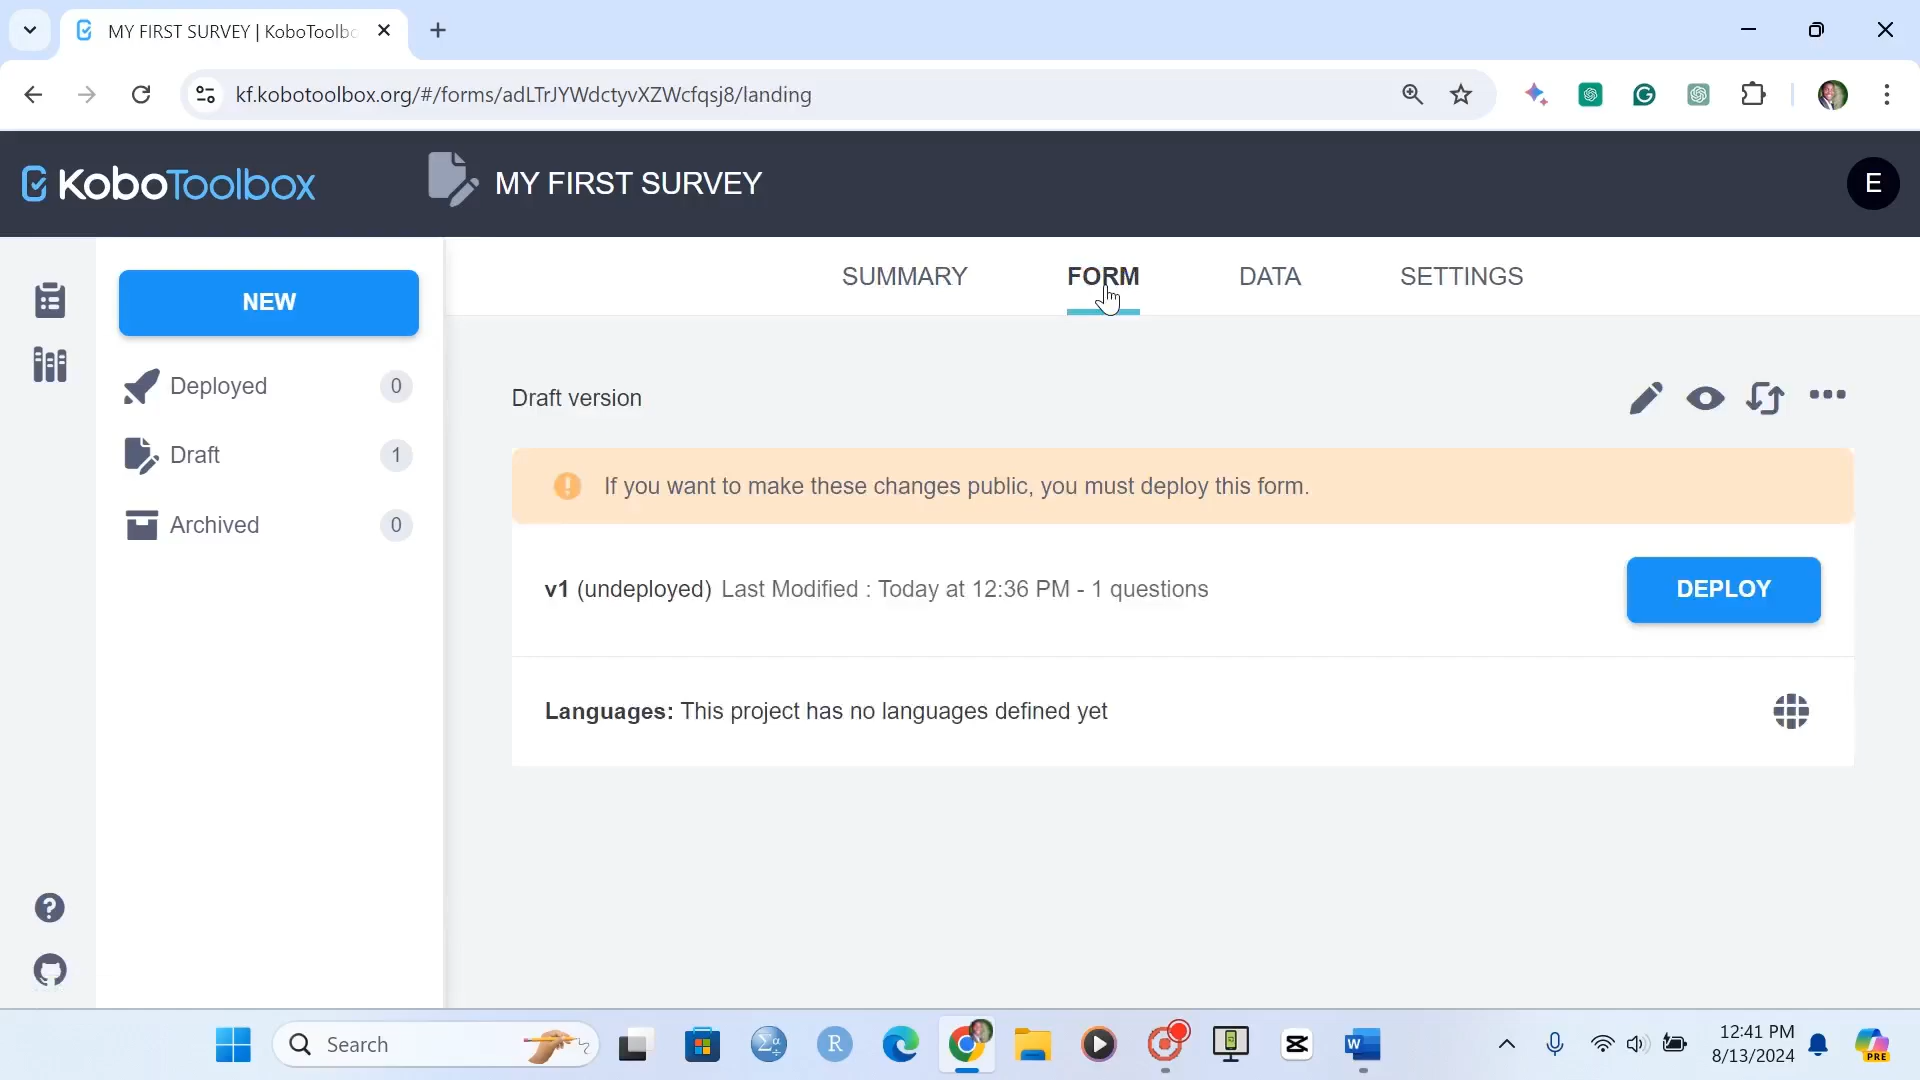 MY FIRST SURVEY | KoboToolbo
kf.kobotoolbox.org/#/forms/adLTrJYWdctyvXZWcfqsj8/landing
KoboToolbox
MY FIRST SURVEY
E
NEW
Deployed 0
Draft 1
Archived 0
SUMMARY FORM DATA SETTINGS
Draft version
If you want to make these changes public, you must deploy this form.
v1 (undeployed) Last Modified : Today at 12:36 PM - 1 questions
DEPLOY
Languages: This project has no languages defined yet
Search
R
W
12:41 PM
8/13/2024
PRE